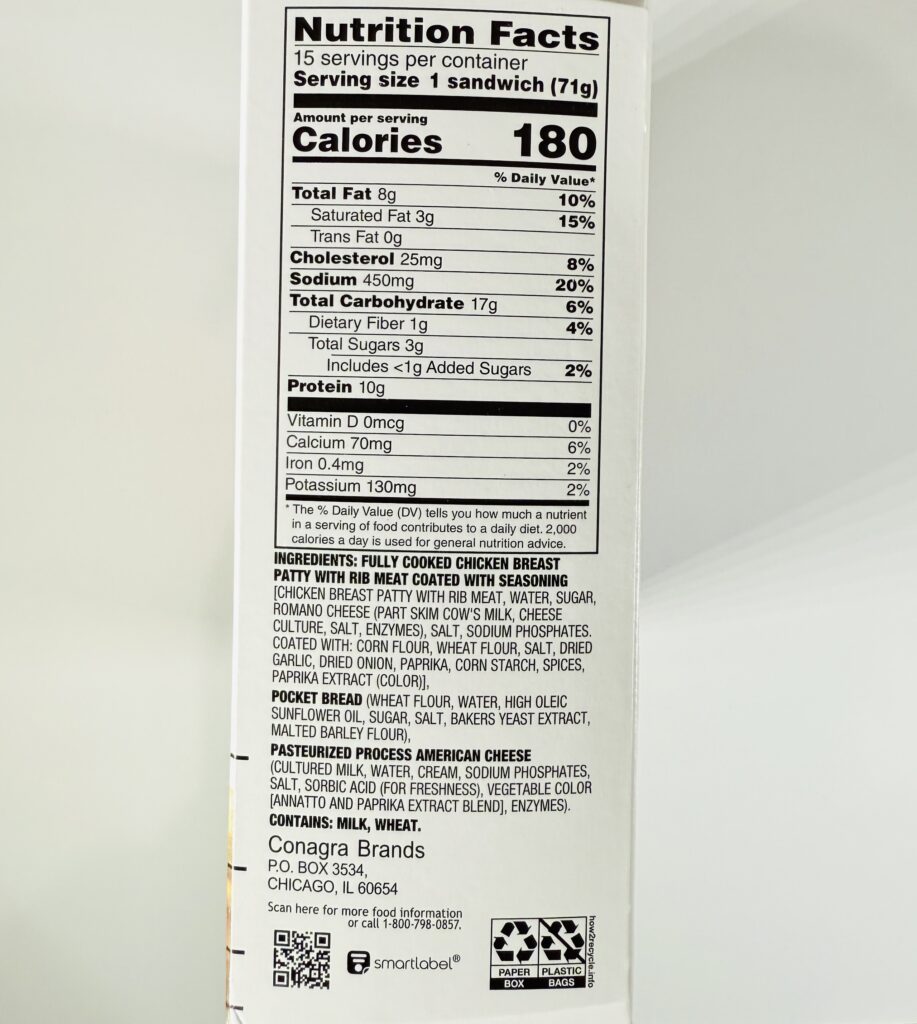 Nutrition Facts
15 servings per container
Serving size 1 sandwich (71g)
Amount per serving
Calories 180
% Daily Value*
Total Fat 8g 10%
Saturated Fat 3g 15%
Trans Fat 0g
Cholesterol 25mg 8%
Sodium 450mg 20%
Total Carbohydrate 17g 6%
Dietary Fiber 1g 4%
Total Sugars 3g
Includes <1g Added Sugars 2%
Protein 10g
Vitamin D 0mcg 0%
Calcium 70mg 6%
Iron 0.4mg 2%
Potassium 130mg 2%
* The % Daily Value (DV) tells you how much a nutrient
in a serving of food contributes to a daily diet. 2,000
calories a day is used for general nutrition advice.
INGREDIENTS: FULLY COOKED CHICKEN BREAST
PATTY WITH RIB MEAT COATED WITH SEASONING
[CHICKEN BREAST PATTY WITH RIB MEAT, WATER, SUGAR,
ROMANO CHEESE (PART SKIM COW'S MILK, CHEESE
CULTURE, SALT, ENZYMES), SALT, SODIUM PHOSPHATES.
COATED WITH: CORN FLOUR, WHEAT FLOUR, SALT, DRIED
GARLIC, DRIED ONION, PAPRIKA, CORN STARCH, SPICES,
PAPRIKA EXTRACT (COLOR)],
POCKET BREAD (WHEAT FLOUR, WATER, HIGH OLEIC
SUNFLOWER OIL, SUGAR, SALT, BAKERS YEAST EXTRACT,
MALTED BARLEY FLOUR),
PASTEURIZED PROCESS AMERICAN CHEESE
(CULTURED MILK, WATER, CREAM, SODIUM PHOSPHATES,
SALT, SORBIC ACID (FOR FRESHNESS), VEGETABLE COLOR
[ANNATTO AND PAPRIKA EXTRACT BLEND], ENZYMES).
CONTAINS: MILK, WHEAT.
Conagra Brands
P.O. BOX 3534,
CHICAGO, IL 60654
Scan here for more food information
or call 1-800-798-0857.
smartlabel®
PAPER PLASTIC
BOX BAGS
how2recycle.info